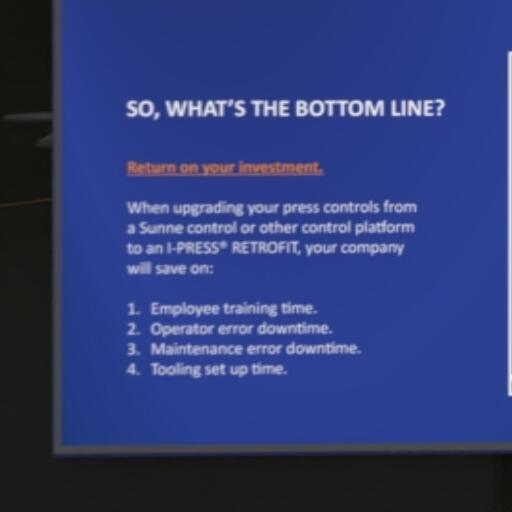 SO, WHAT'S THE BOTTOM LINE?
Return on your investment.
When upgrading your press controls from
a Sunne control or other control platform
to an I-PRESS® RETROFIT, your company
will save on:
1. Employee training time.
2. Operator error downtime.
3. Maintenance error downtime.
4. Tooling set up time.